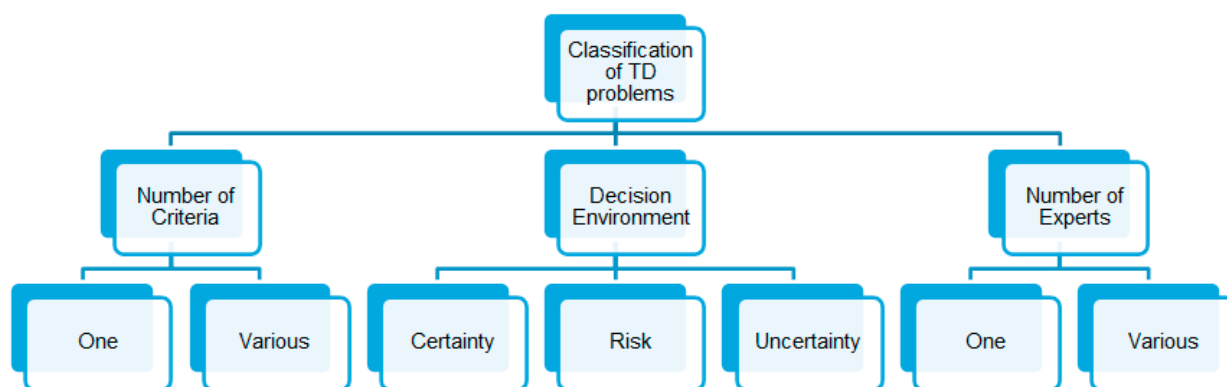 Classification
of TD
problems
Number of
Criteria
Decision
Environment
Number of
Experts
One
Various
Certainty
Risk
Uncertainty
One
Various